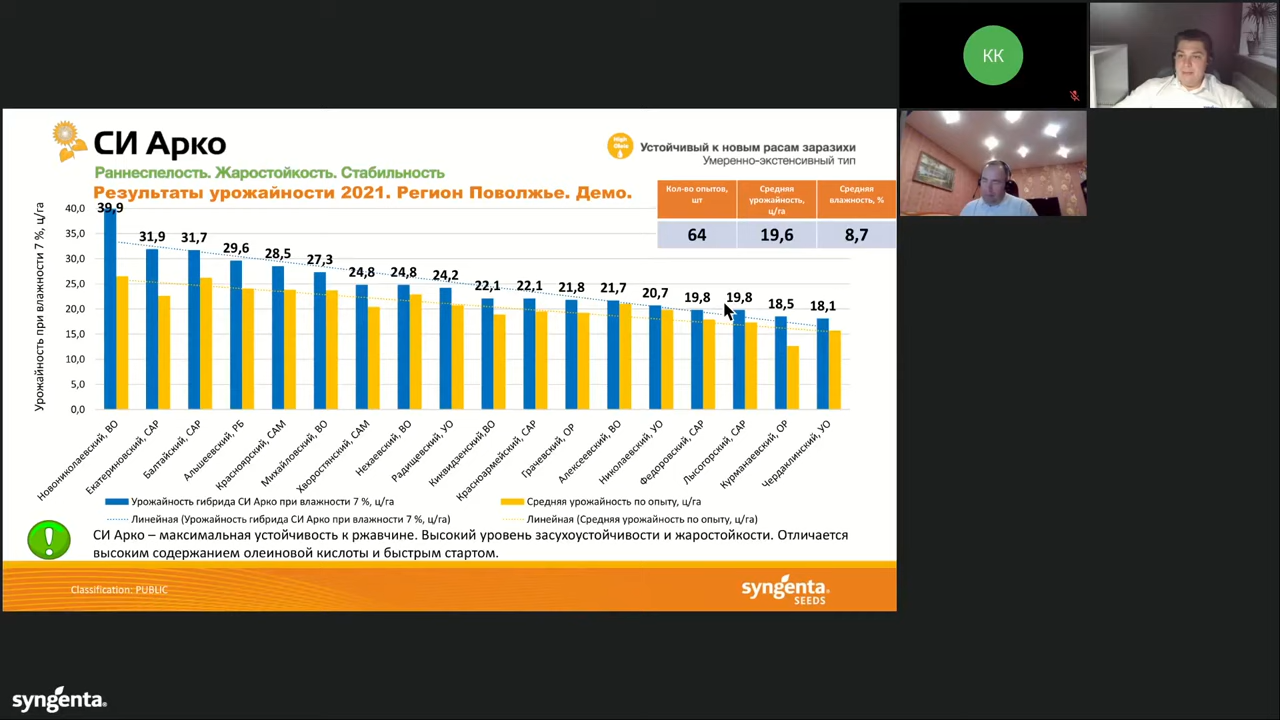 КК
СИ Арко
Раннеспелость. Жаростойкость. Стабильность
Результаты урожайности 2021. Регион Поволжье. Демо.
High Oleic
Устойчивый к новым расам заразихи
Умеренно-экстенсивный тип
Кол-во опытов, шт
Средняя урожайность, ц/га
Средняя влажность, %
64
19,6
8,7
Урожайность при влажности 7 %, ц/га
40,0
35,0
30,0
25,0
20,0
15,0
10,0
5,0
0,0
39,9
31,9
31,7
29,6
28,5
27,3
24,8
24,8
24,2
22,1
22,1
21,8
21,7
20,7
19,8
19,8
18,5
18,1
Новониколаевский, ВО
Екатериновский, САР
Балтайский, САР
Альшеевский, РБ
Красноярский, САМ
Михайловский, ВО
Хворостянский, САМ
Нехаевский, ВО
Радищевский, УО
Киквидзенский,ВО
Красноармейский, САР
Грачевский, ОР
Алексеевский, ВО
Николаевский, УО
Федоровский, САР
Лысогорский, САР
Курманаевский, ОР
Чердаклинский, УО
Урожайность гибрида СИ Арко при влажности 7 %, ц/га
Средняя урожайность по опыту, ц/га
Линейная (Урожайность гибрида СИ Арко при влажности 7 %, ц/га)
Линейная (Средняя урожайность по опыту, ц/га)
!
СИ Арко – максимальная устойчивость к ржавчине. Высокий уровень засухоустойчивости и жаростойкости. Отличается
высоким содержанием олеиновой кислоты и быстрым стартом.
Classification: PUBLIC
syngenta
SEEDS
syngenta